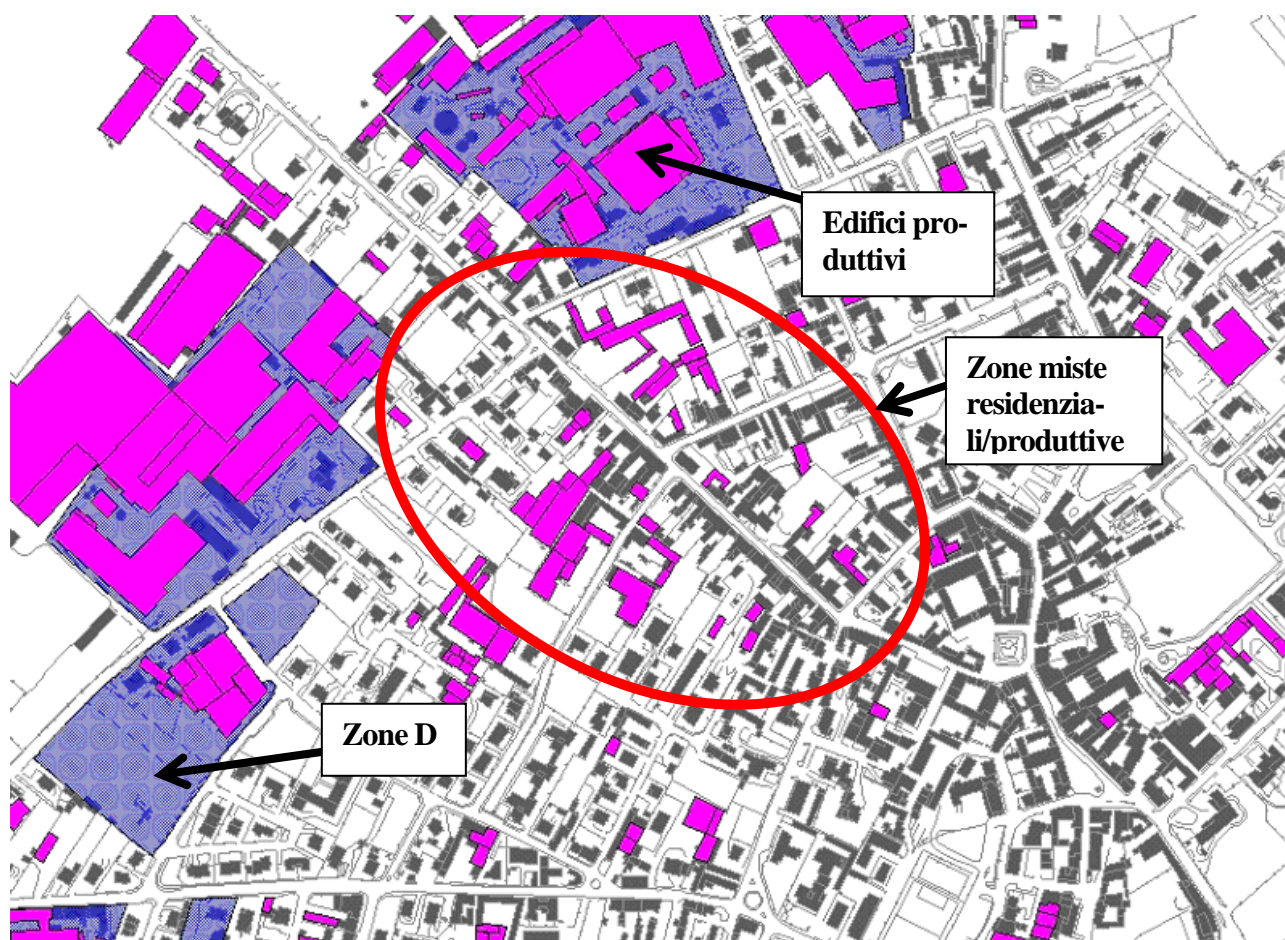 Edifici pro-
duttivi
Zone miste
residenzia-
li/produttive
Zone D